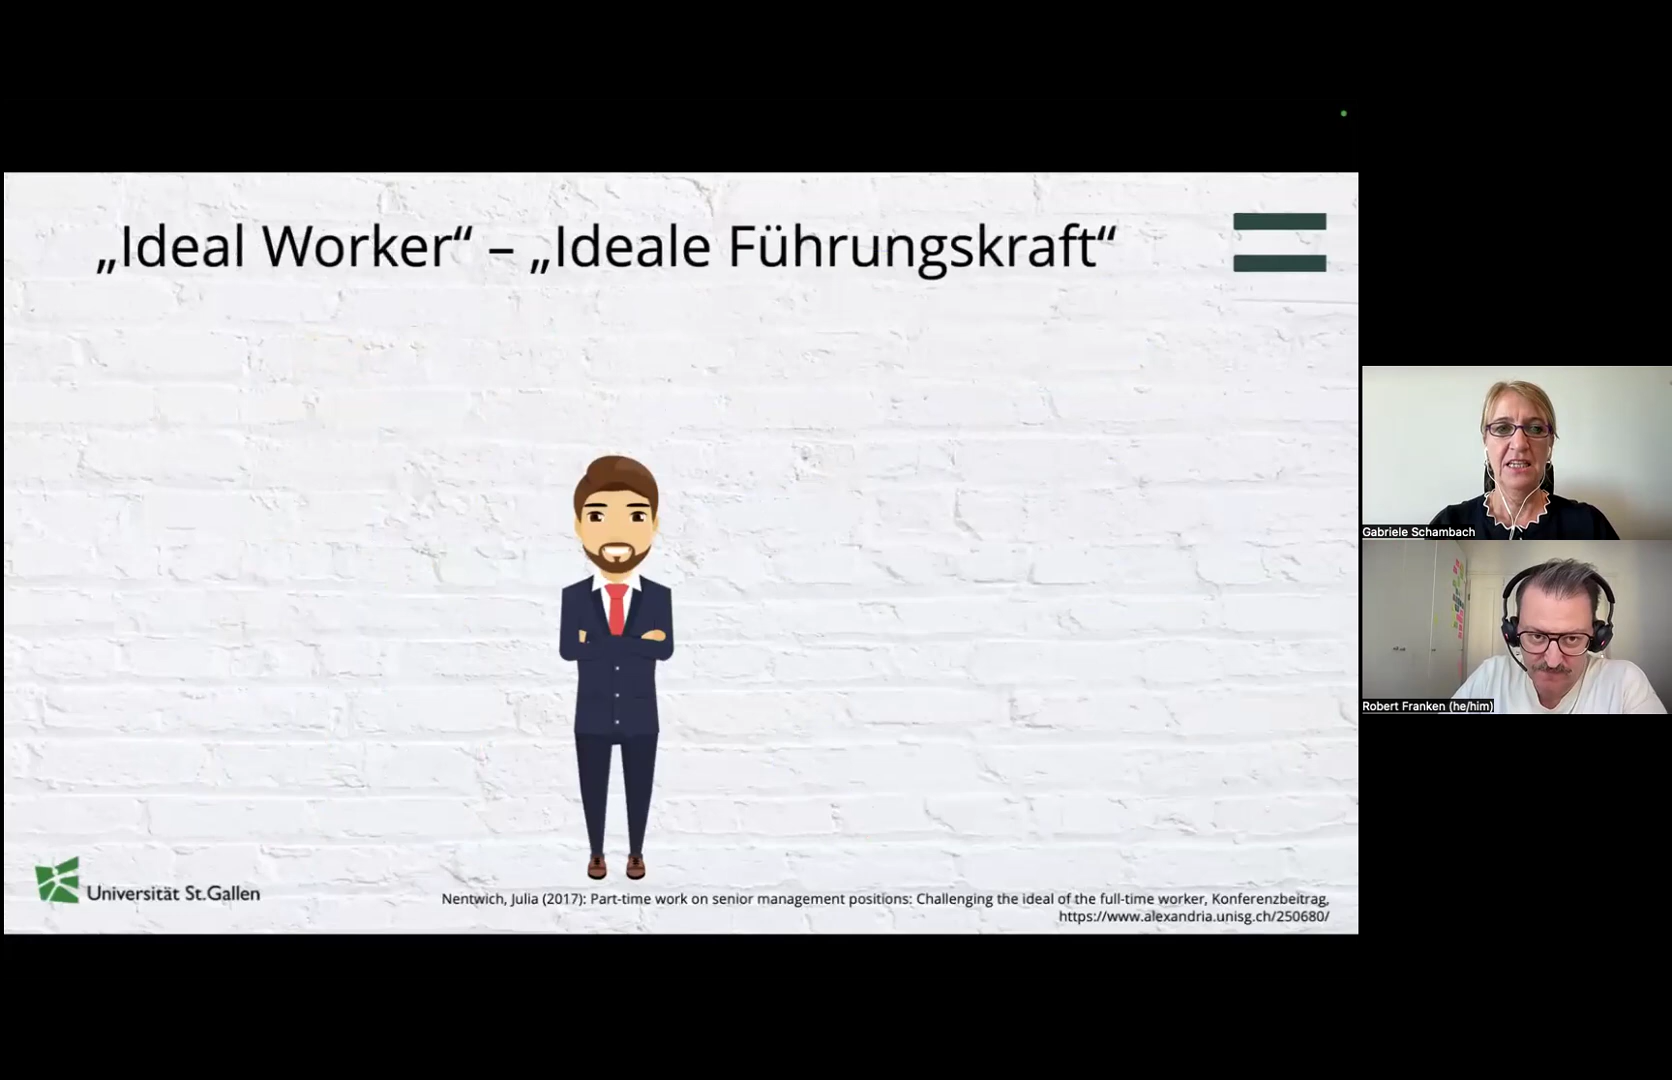 „Ideal Worker“ – „Ideale Führungskraft“
Gabriele Schambach
Robert Franken (he/him)
Universität St.Gallen
Nentwich, Julia (2017): Part-time work on senior management positions: Challenging the ideal of the full-time worker, Konferenzbeitrag,
https://www.alexandria.unisg.ch/250680/